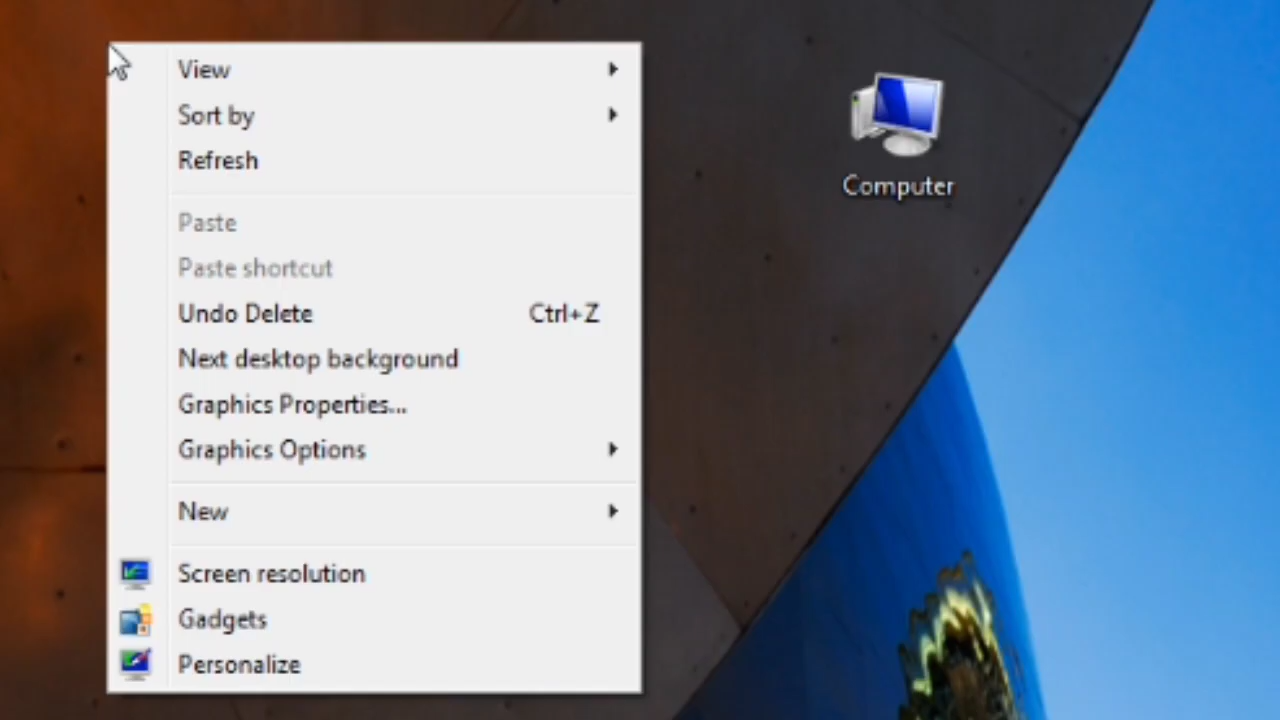 View
Sort by
Refresh
Paste
Paste shortcut
Undo Delete Ctrl+Z
Next desktop background
Graphics Properties...
Graphics Options
New
Screen resolution
Gadgets
Personalize
Computer